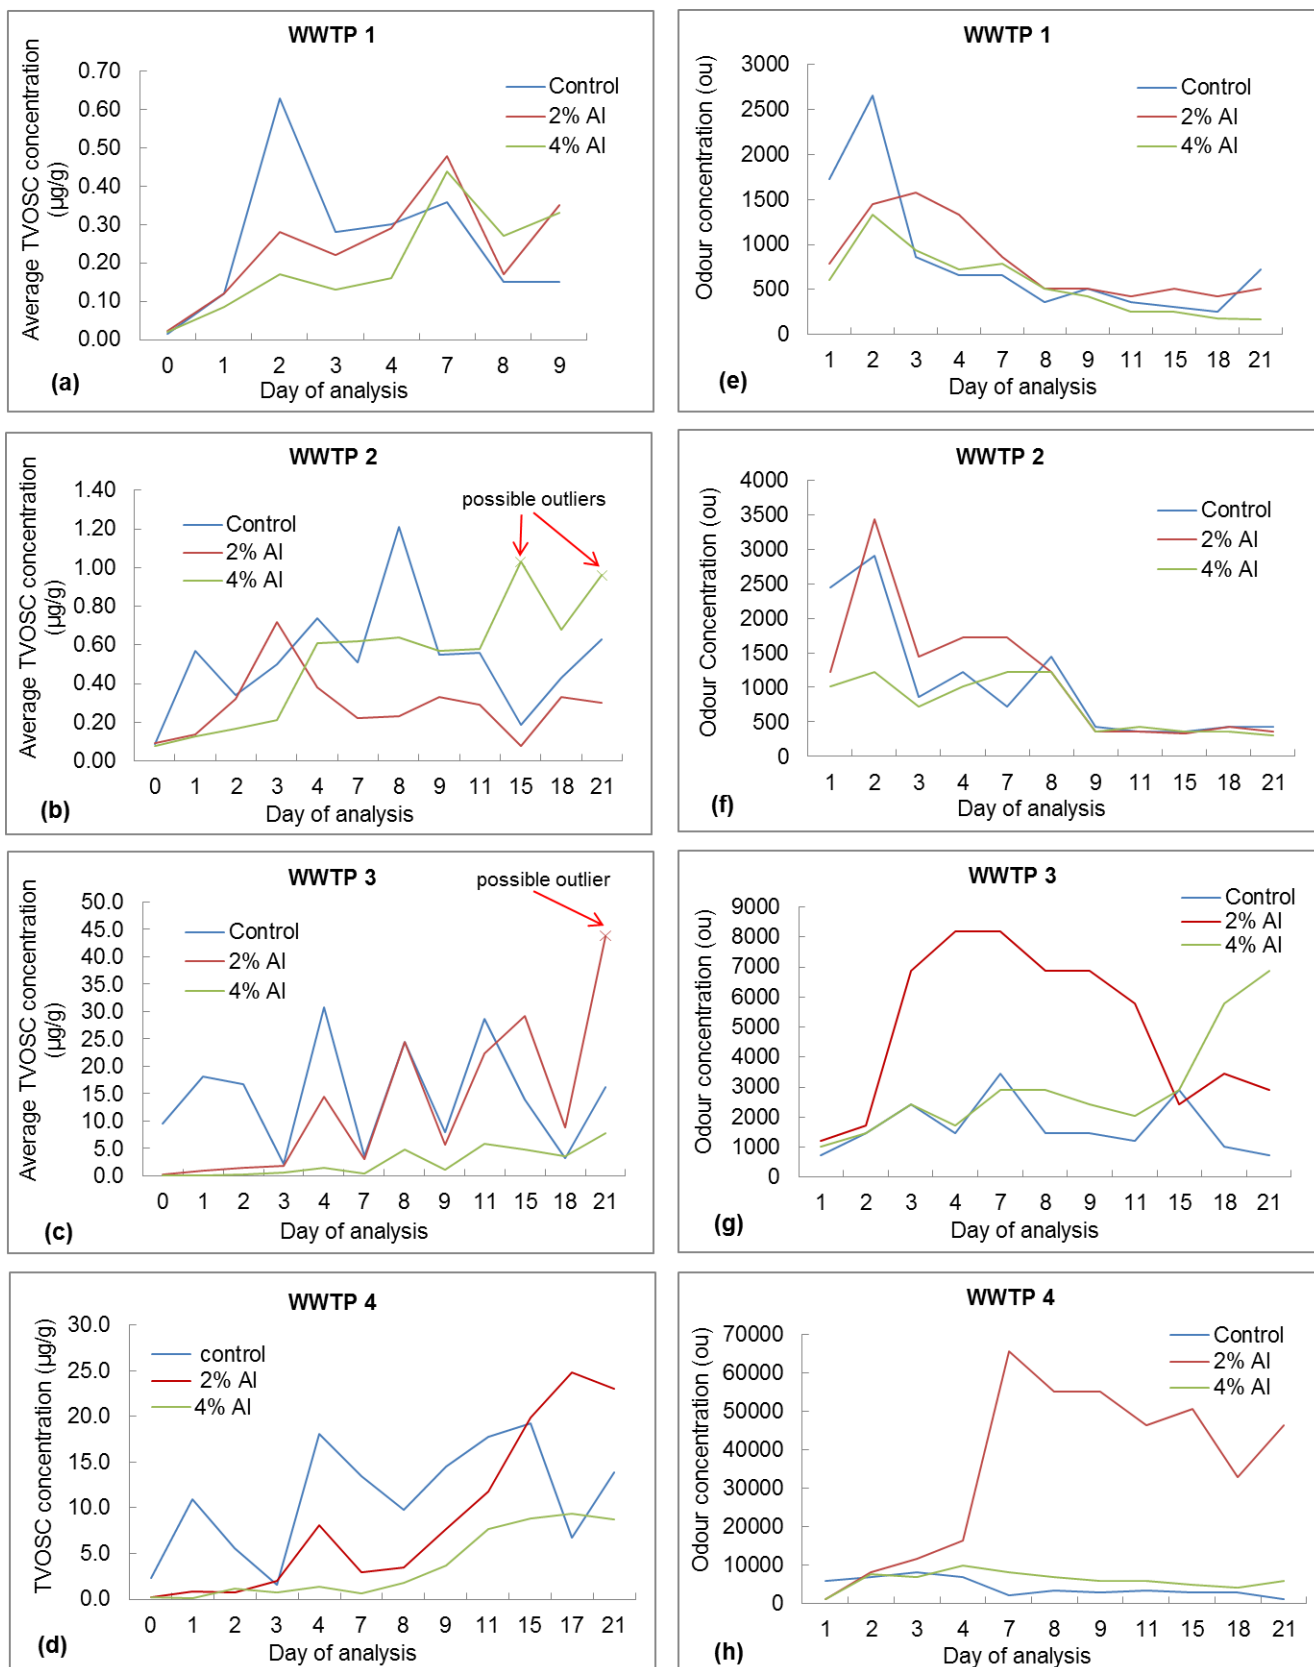 WWTP 1
0.70
0.60
0.50
0.40
0.30
0.20
0.10
0.00
Average TVOSC concentration
(µg/g)
Control
2% Al
4% Al
0 1 2 3 4 7 8 9
Day of analysis
(a)
WWTP 1
3000
2500
2000
1500
1000
500
0
Odour concentration (ou)
Control
2% Al
4% Al
1 2 3 4 7 8 9 11 15 18 21
Day of analysis
(e)
WWTP 2
1.40
1.20
1.00
0.80
0.60
0.40
0.20
0.00
Average TVOSC concentration
(µg/g)
possible outliers
Control
2% Al
4% Al
0 1 2 3 4 7 8 9 11 15 18 21
Day of analysis
(b)
WWTP 2
4000
3500
3000
2500
2000
1500
1000
500
0
Odour Concentration (ou)
Control
2% Al
4% Al
1 2 3 4 7 8 9 11 15 18 21
Day of analysis
(f)
WWTP 3
possible outlier
50.0
45.0
40.0
35.0
30.0
25.0
20.0
15.0
10.0
5.0
0.0
Average TVOSC concentration
(µg/g)
Control
2% Al
4% Al
0 1 2 3 4 7 8 9 11 15 18 21
Day of analysis
(c)
WWTP 3
9000
8000
7000
6000
5000
4000
3000
2000
1000
0
Odour concentration (ou)
Control
2% Al
4% Al
1 2 3 4 7 8 9 11 15 18 21
Day of analysis
(g)
WWTP 4
30.0
25.0
20.0
15.0
10.0
5.0
0.0
TVOSC concentration (µg/g)
control
2% Al
4% Al
0 1 2 3 4 7 8 9 11 15 17 21
Day of analysis
(d)
WWTP 4
70000
60000
50000
40000
30000
20000
10000
0
Odour concentration (ou)
Control
2% Al
4% Al
1 2 3 4 7 8 9 11 15 18 21
Day of analysis
(h)